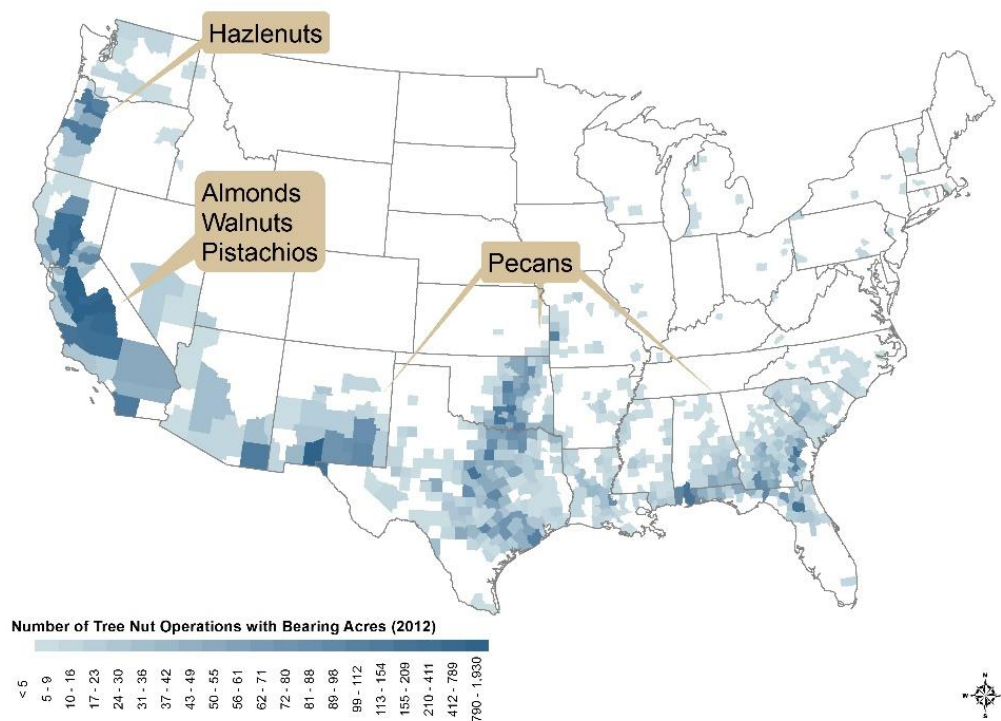 Hazlenuts
Almonds
Walnuts
Pistachios
Pecans
Number of Tree Nut Operations with Bearing Acres (2012)
< 5
5 - 9
10 - 16
17 - 23
24 - 30
31 - 36
37 - 42
43 - 49
50 - 55
56 - 61
62 - 71
72 - 80
81 - 88
89 - 98
99 - 112
113 - 154
155 - 209
210 - 411
412 - 789
790 - 1,930
N
W E
S